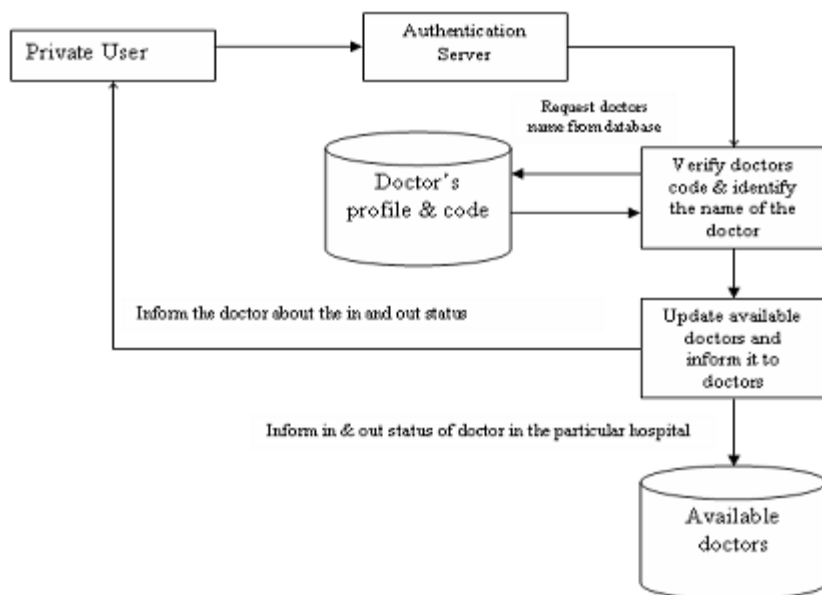 Private User
Authentication
Server
Request doctors
name from database
Verify doctors
code & identify
the name of the
doctor
Doctor's
profile & code
Inform the doctor about the in and out status
Update available
doctors and
inform it to
doctors
Inform in & out status of doctor in the particular hospital
Available
doctors